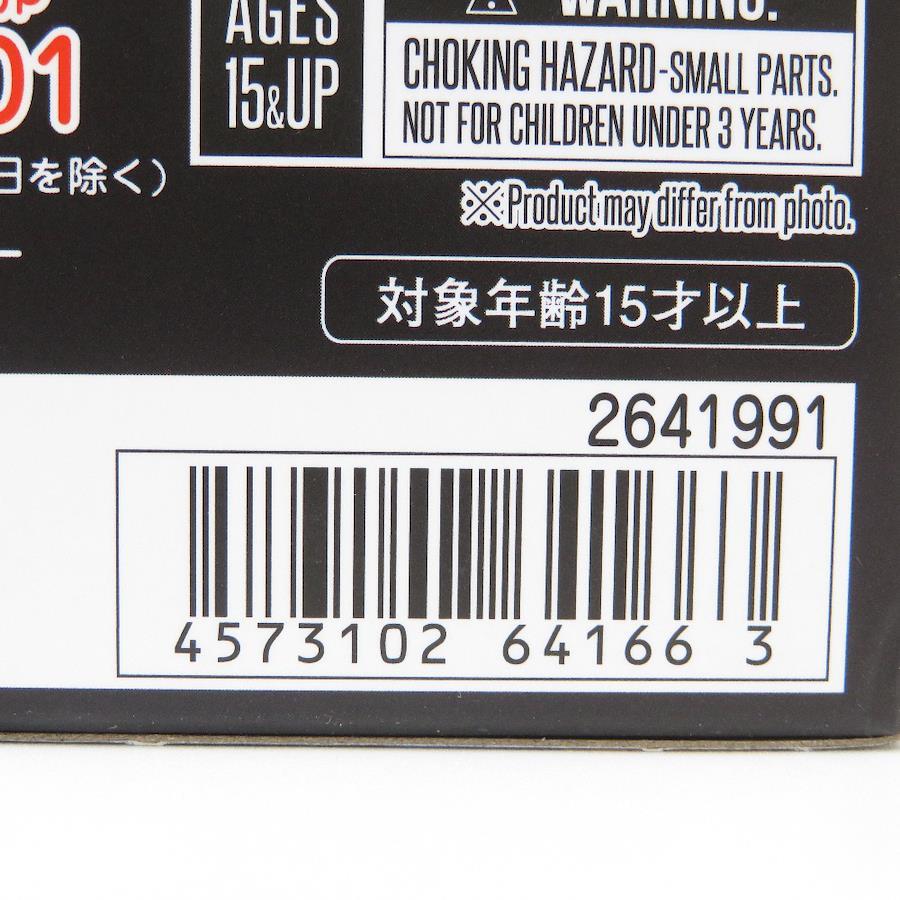 01
AGES
15&UP
WARNING:
CHOKING HAZARD-SMALL PARTS.
NOT FOR CHILDREN UNDER 3 YEARS.
日を除く)
※Product may differ from photo.
対象年齢15才以上
2641991
4573102 64166 3